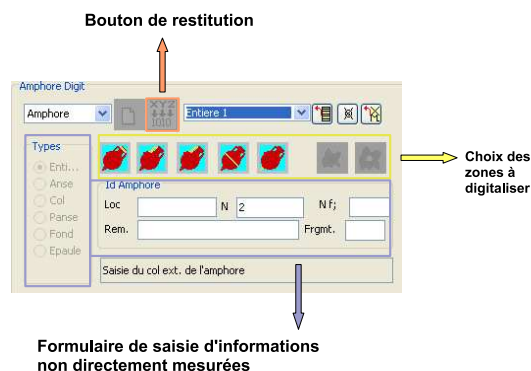 Bouton de restitution
Amphore Digit
Amphore
XYZ
1010
Entiere 1
Types
Enti...
Anse
Col
Panse
Fond
Epaule
Choix des
zones à
digitaliser
Id Amphore
Loc N 2 N f;
Rem. Frgmt.
Saisie du col ext. de l'amphore
Formulaire de saisie d'informations
non directement mesurées